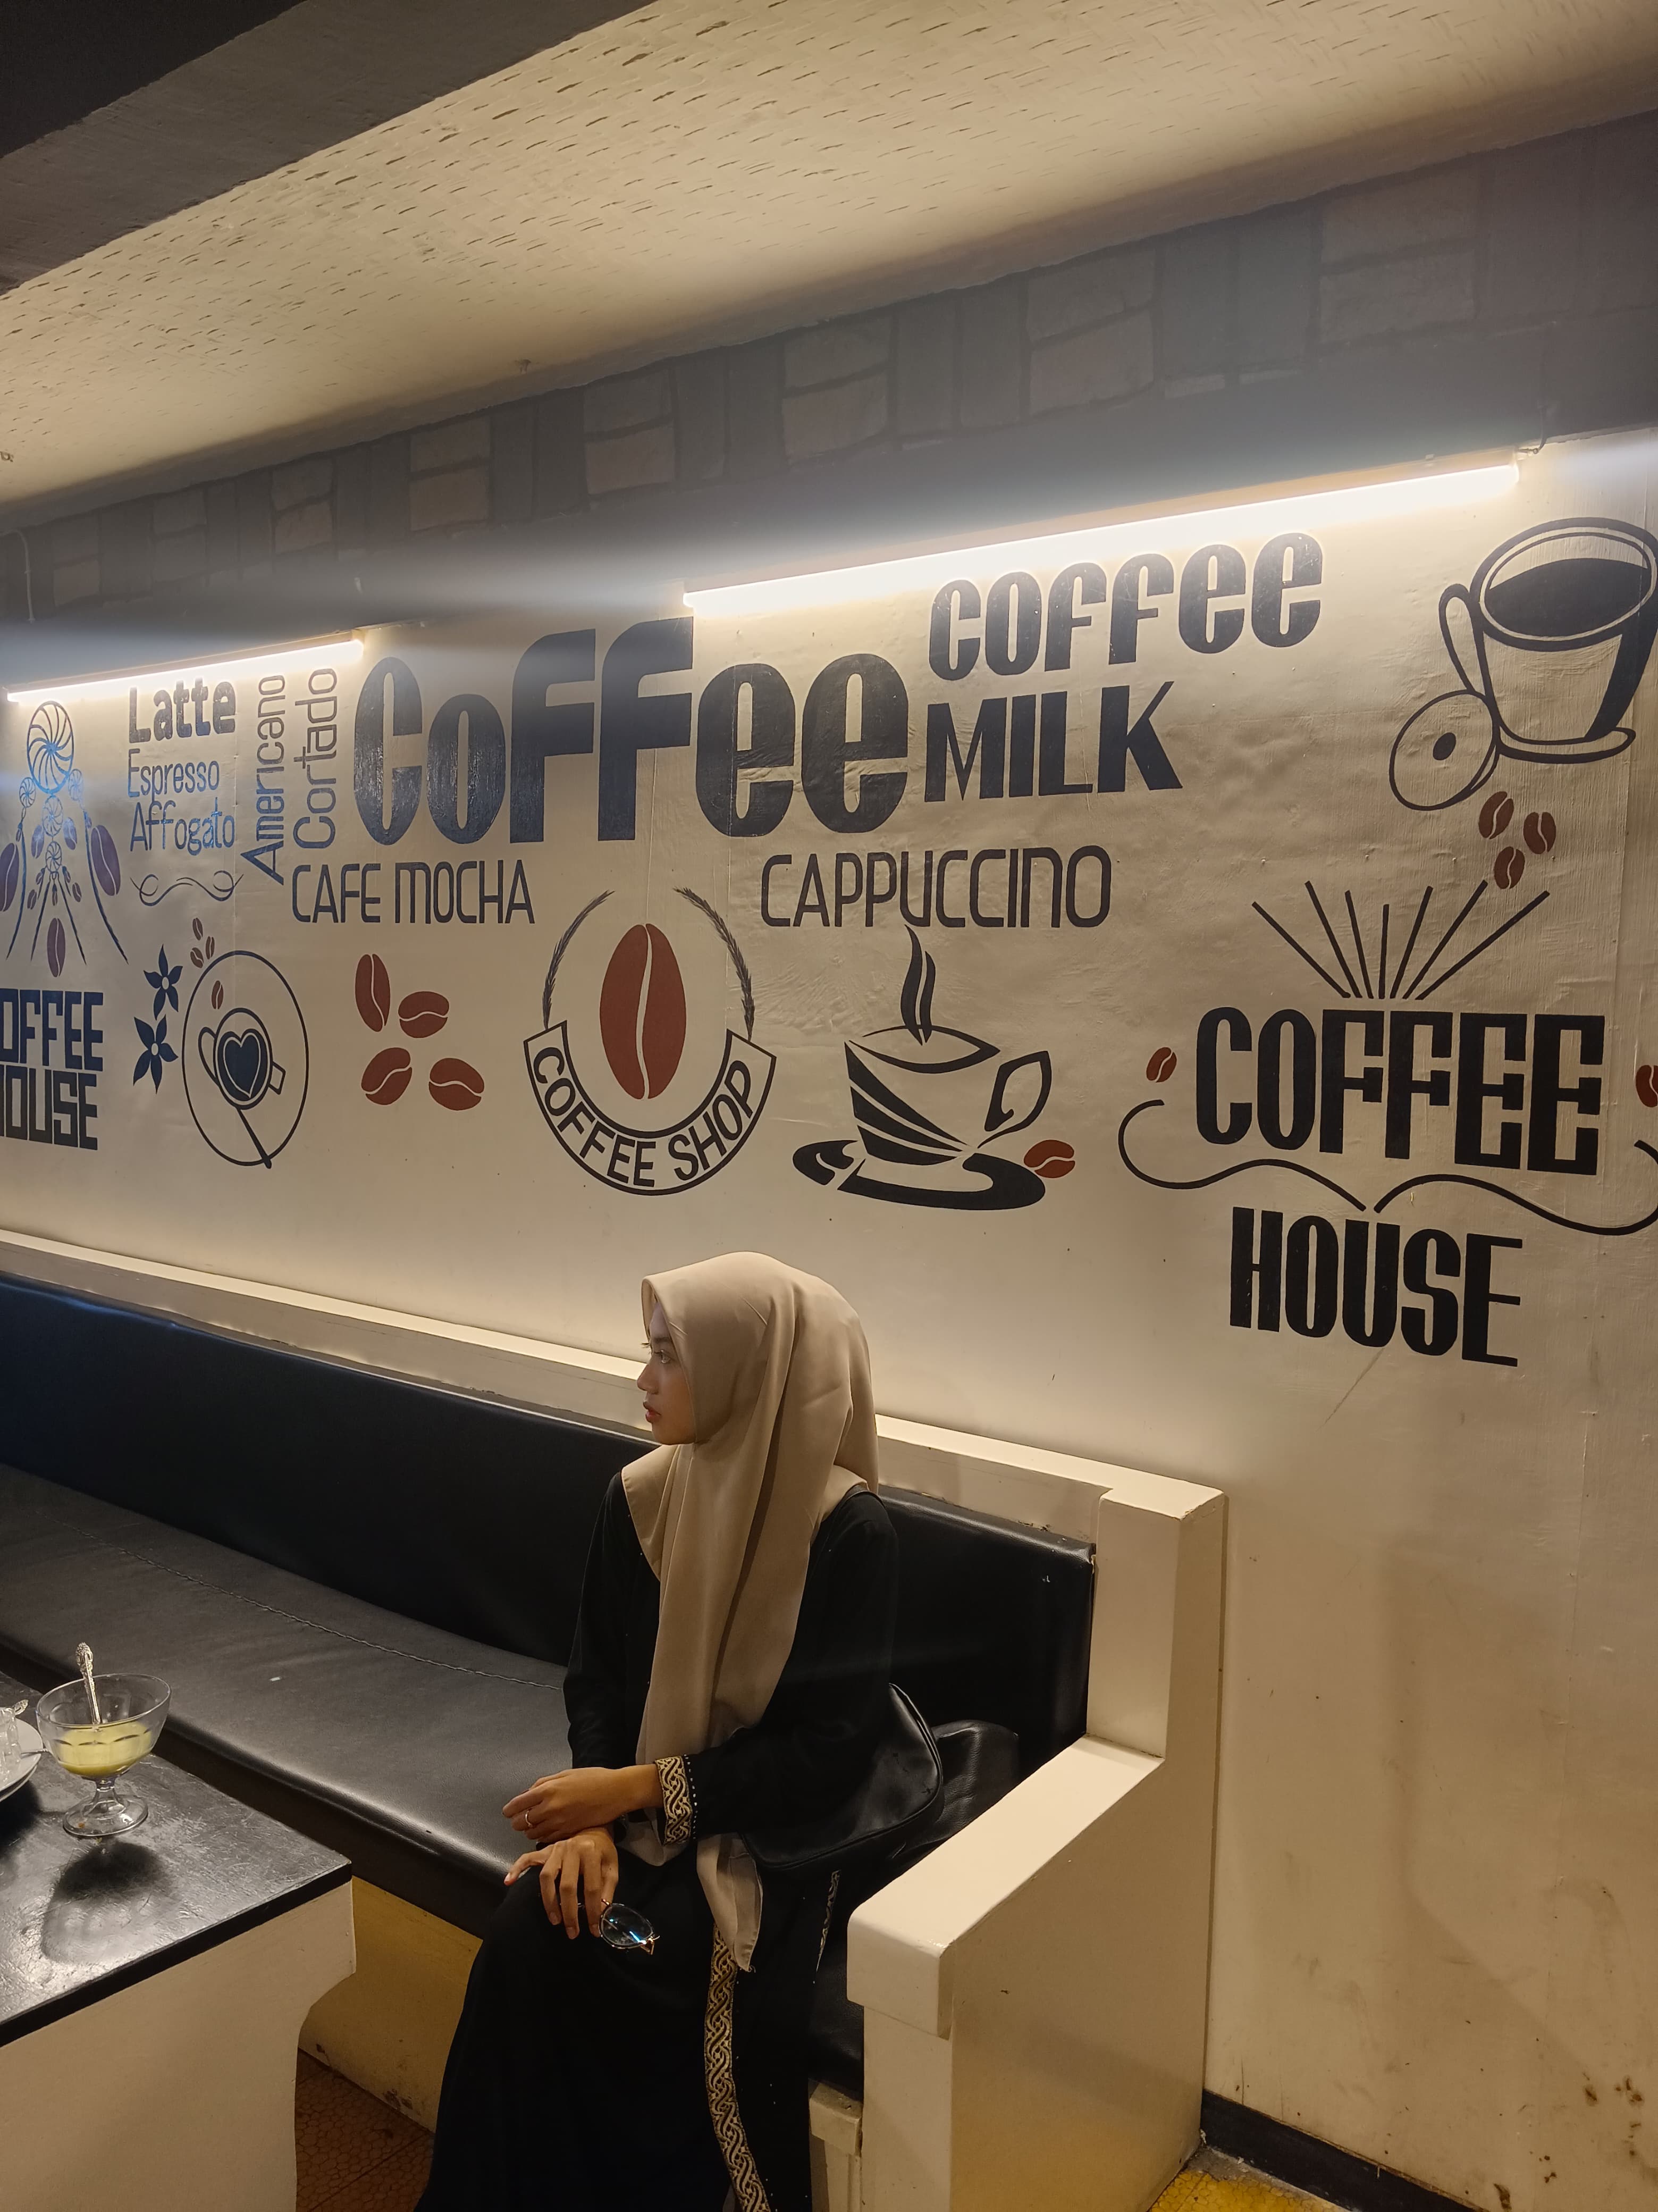 Latte
Espresso
Affogato
Americano
Cortado
Coffee
COFFEE
MILK
CAFE MOCHA
CAPPUCCINO
OFFEE
HOUSE
COFFEE SHOP
COFFEE
HOUSE